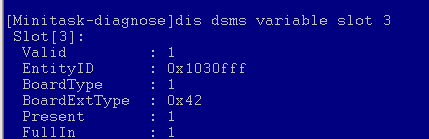 [Minitask-diagnose]dis dsms variable slot 3
Slot[3]:
Valid : 1
EntityID : 0x1030fff
BoardType : 1
BoardExtType : 0x42
Present : 1
FullIn : 1